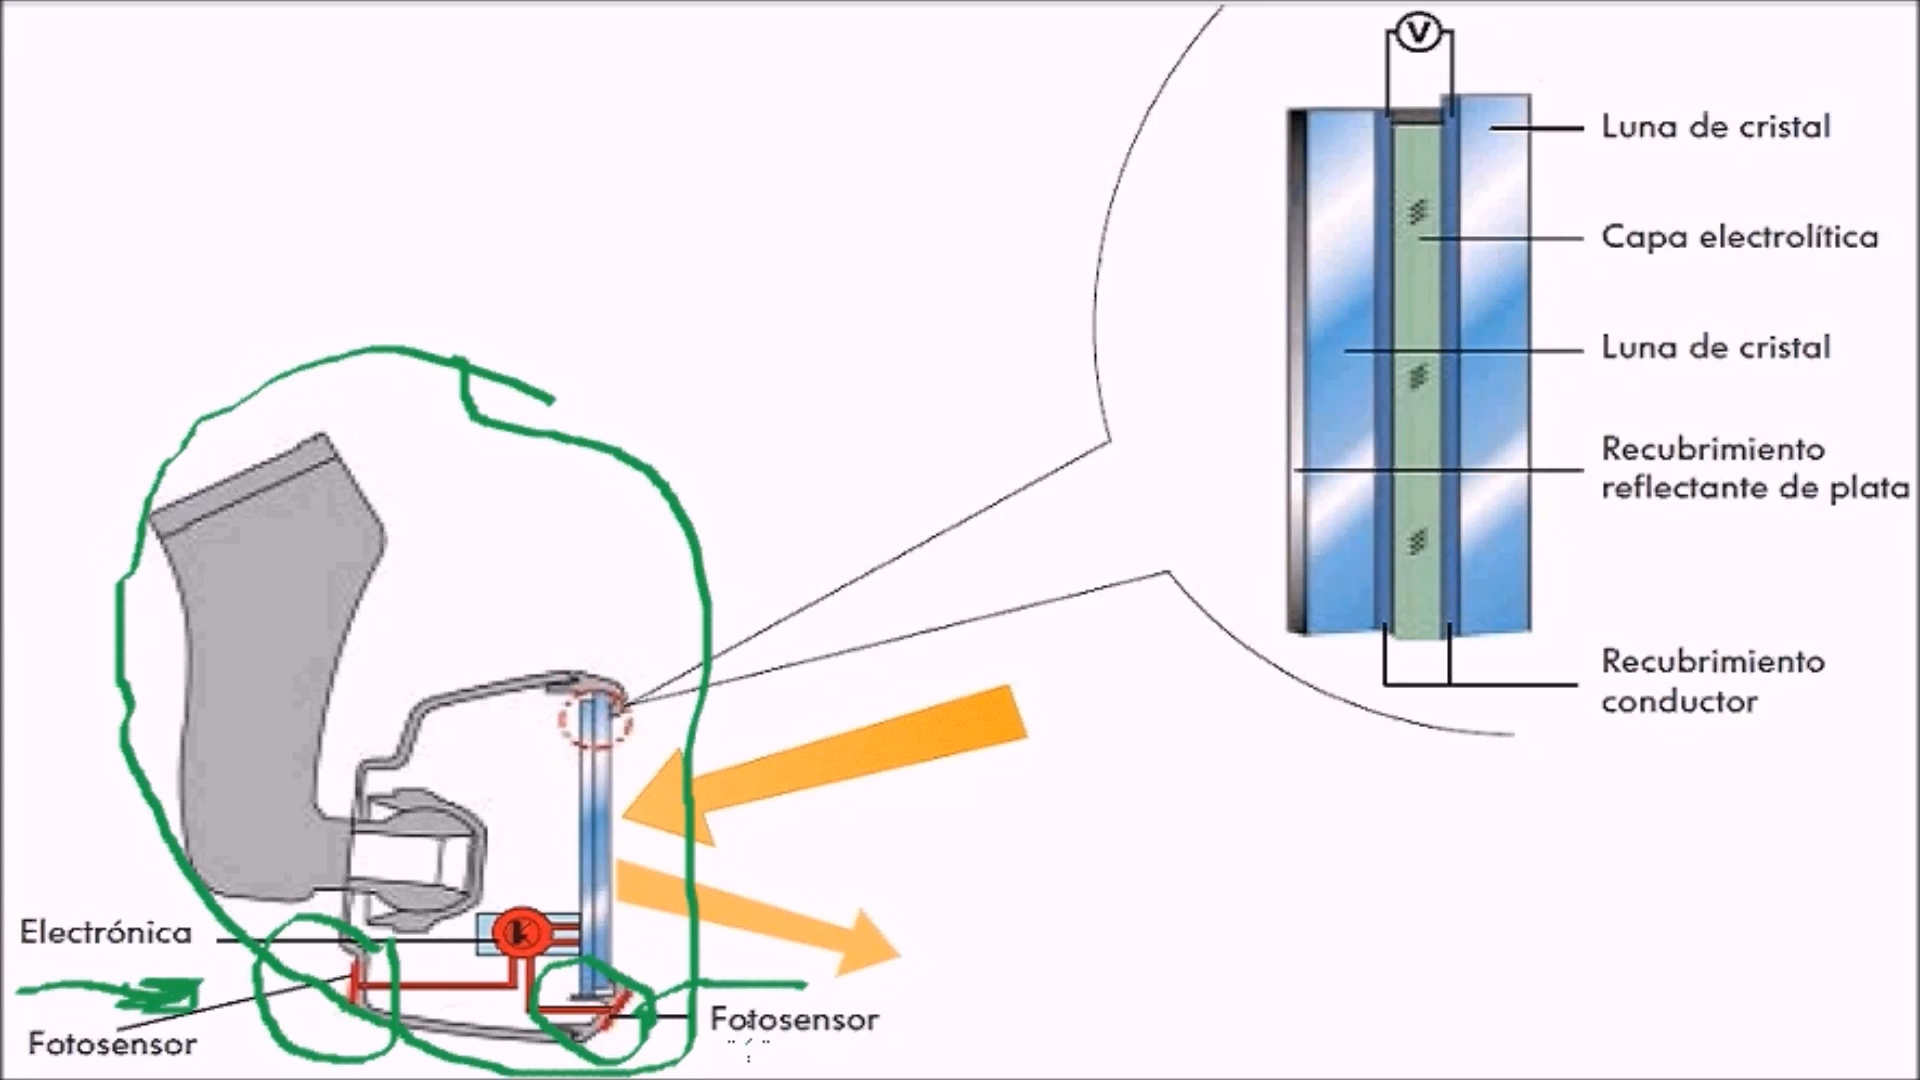 V
Luna de cristal
Capa electrolítica
Luna de cristal
Recubrimiento
reflectante de plata
Recubrimiento
conductor
Electrónica
Fotosensor
Fotosensor